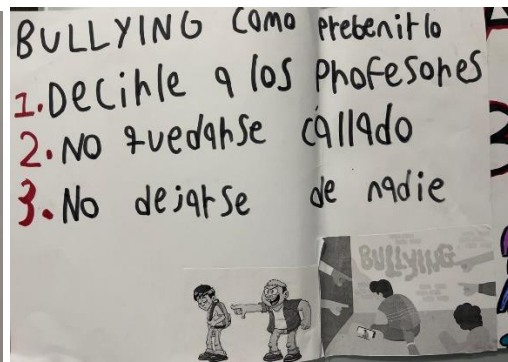 BULLYING como prebenirlo
1. Decirle a los Profesores
2. No quedarse callado
3. No dejarse de nadie
BULLYING